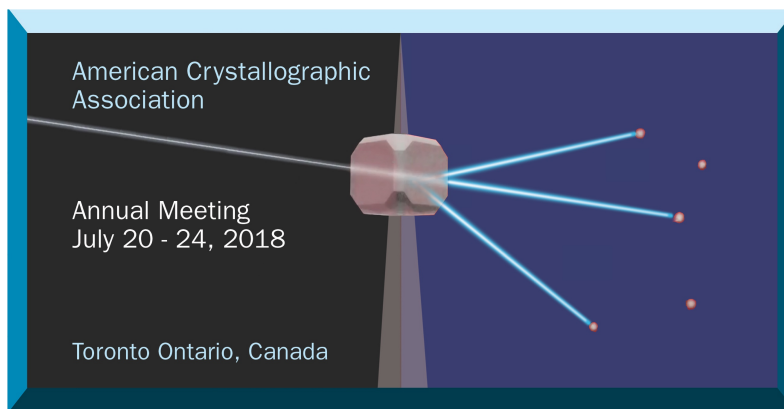 American Crystallographic
Association
Annual Meeting
July 20 - 24, 2018
Toronto Ontario, Canada